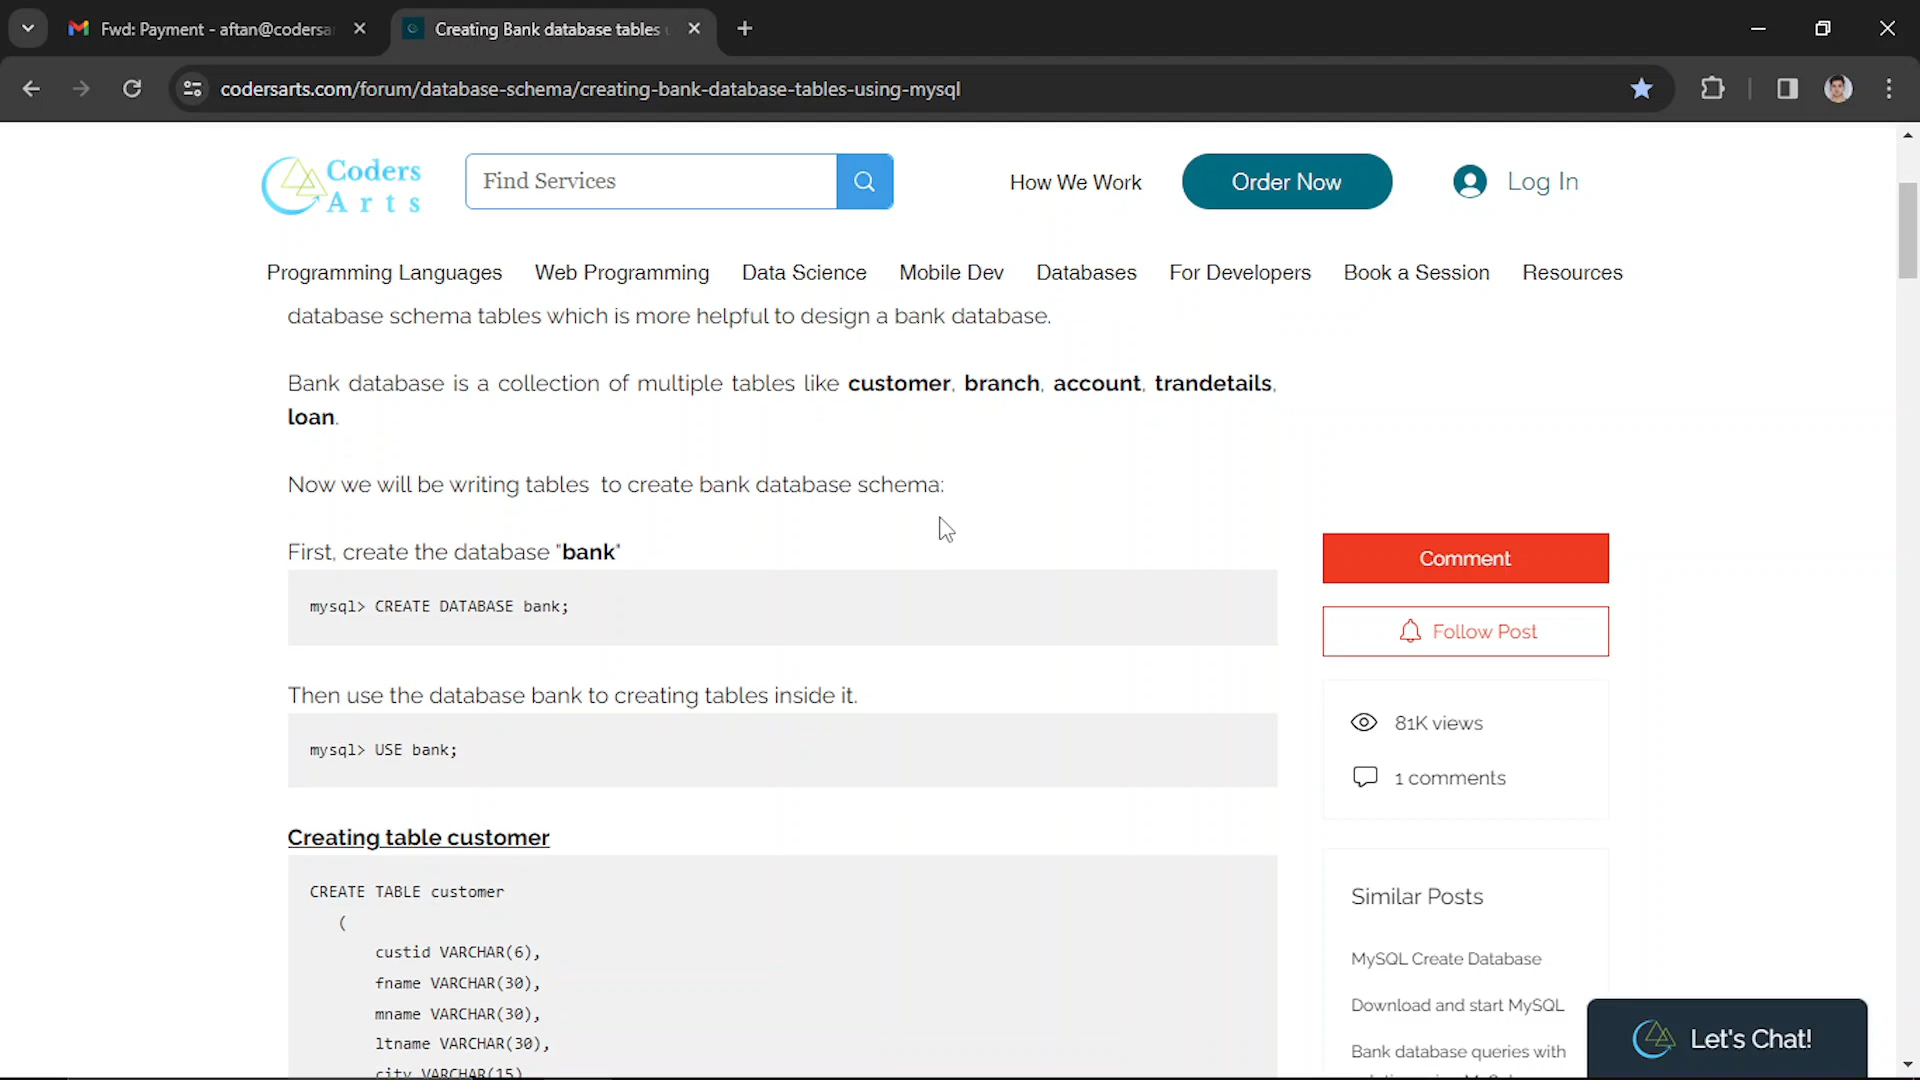 Fwd: Payment - aftan@codersa
Creating Bank database tables
codersarts.com/forum/database-schema/creating-bank-database-tables-using-mysql
Coders
Arts
Find Services
How We Work
Order Now
Log In
Programming Languages
Web Programming
Data Science
Mobile Dev
Databases
For Developers
Book a Session
Resources
database schema tables which is more helpful to design a bank database.
Bank database is a collection of multiple tables like customer, branch, account, trandetails,
loan.
Now we will be writing tables to create bank database schema:
First, create the database "bank"
mysql> CREATE DATABASE bank;
Then use the database bank to creating tables inside it.
mysql> USE bank;
Creating table customer
CREATE TABLE customer
(
custid VARCHAR(6),
fname VARCHAR(30),
mname VARCHAR(30),
ltname VARCHAR(30),
city VARCHAR(15)
Comment
Follow Post
81K views
1 comments
Similar Posts
MySQL Create Database
Download and start MySQL
Bank database queries with
Let's Chat!